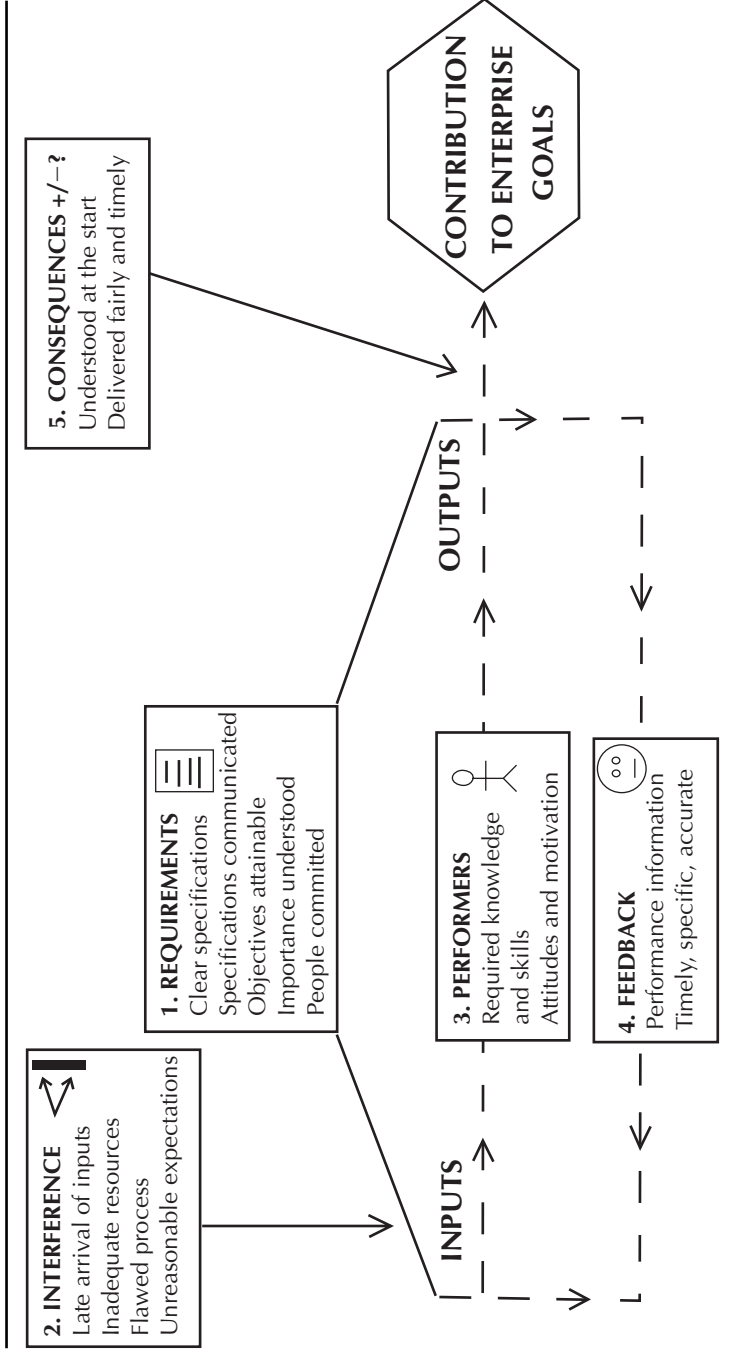 2. INTERFERENCE
Late arrival of inputs
Inadequate resources
Flawed process
Unreasonable expectations
1. REQUIREMENTS
Clear specifications
Specifications communicated
Objectives attainable
Importance understood
People committed
5. CONSEQUENCES +/−?
Understood at the start
Delivered fairly and timely
INPUTS
3. PERFORMERS
Required knowledge
and skills
Attitudes and motivation
OUTPUTS
CONTRIBUTION
TO ENTERPRISE
GOALS
4. FEEDBACK
Performance information
Timely, specific, accurate